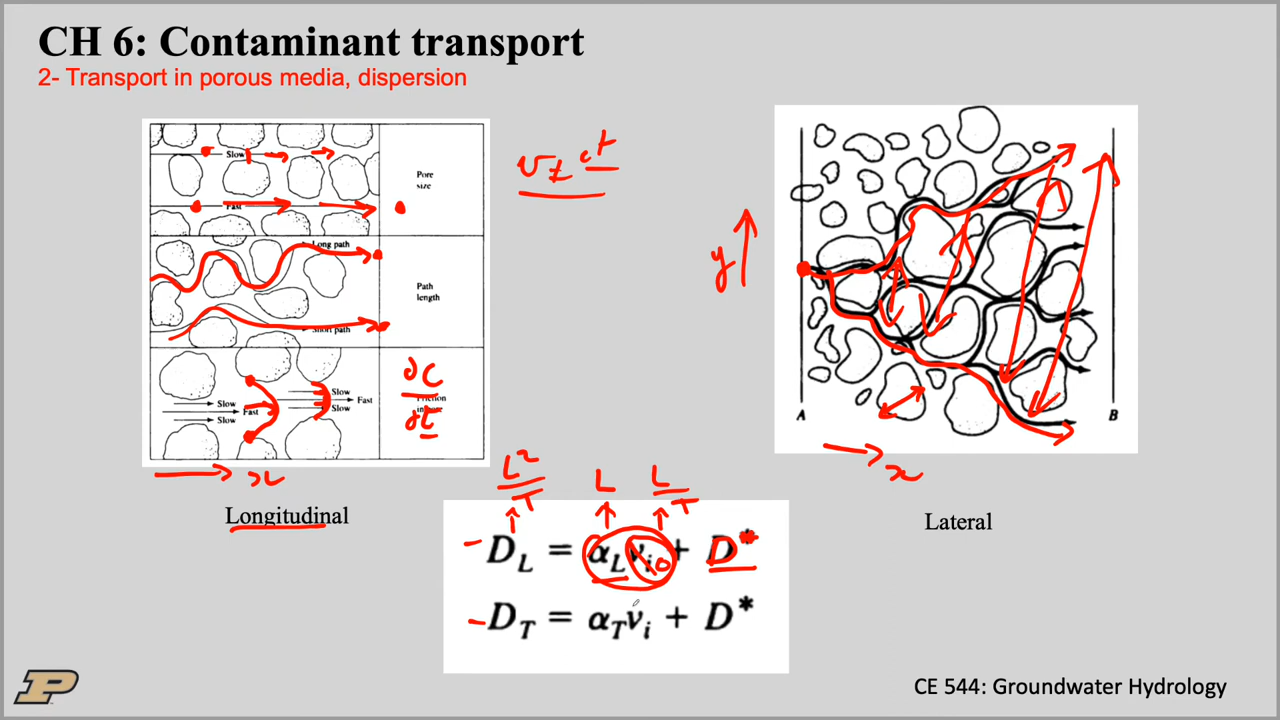 CH 6: Contaminant transport
2- Transport in porous media, dispersion
Slow
Fast
Pore
size
Long path
Short path
Path
length
Slow
Fast
Slow
Slow
Fast
Slow
∂C
∂t
x
Longitudinal
y
A
B
x
Lateral
L²/T
L
L/T
- D_L = α_L v_i + D*
- D_T = α_T v_i + D*
CE 544: Groundwater Hydrology